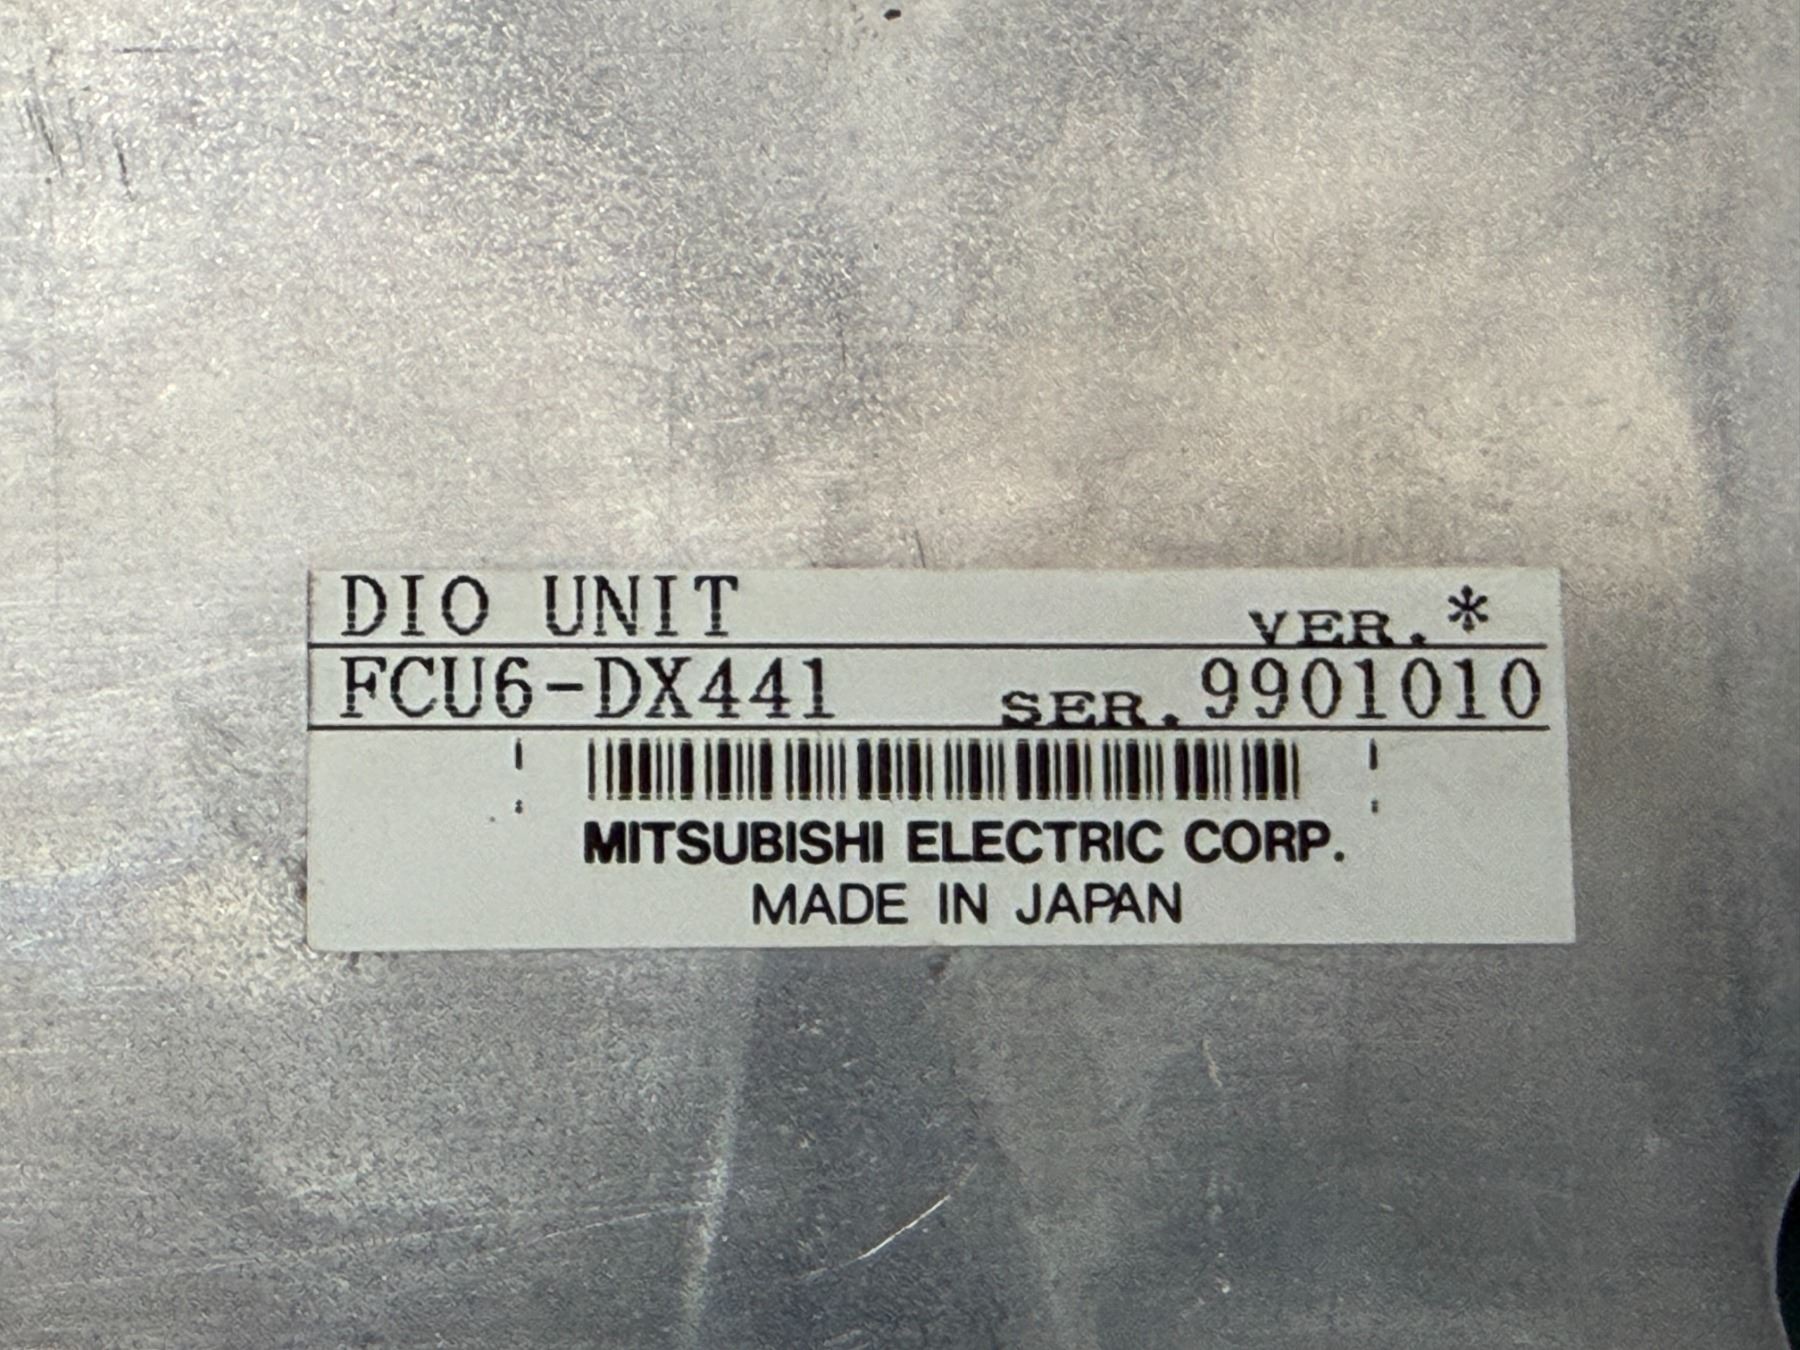 DIO UNIT VER.*
FCU6-DX441 SER.9901010
MITSUBISHI ELECTRIC CORP.
MADE IN JAPAN